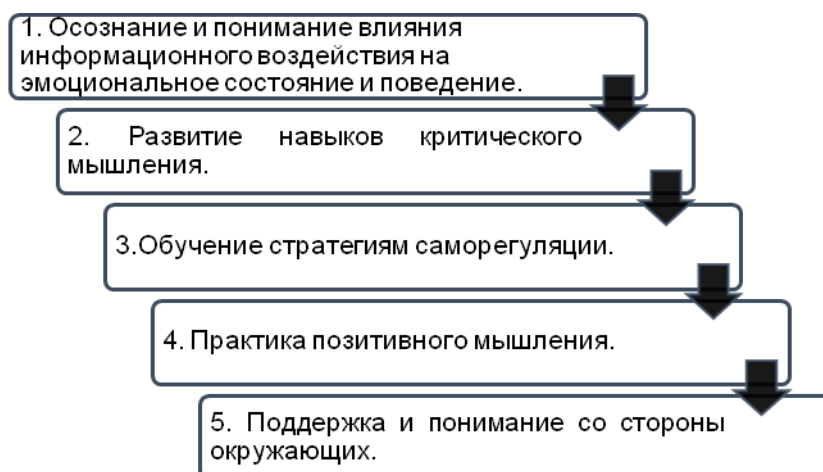 1. Осознание и понимание влияния
информационного воздействия на
эмоциональное состояние и поведение.
2. Развитие навыков критического
мышления.
3.Обучение стратегиям саморегуляции.
4. Практика позитивного мышления.
5. Поддержка и понимание со стороны
окружающих.